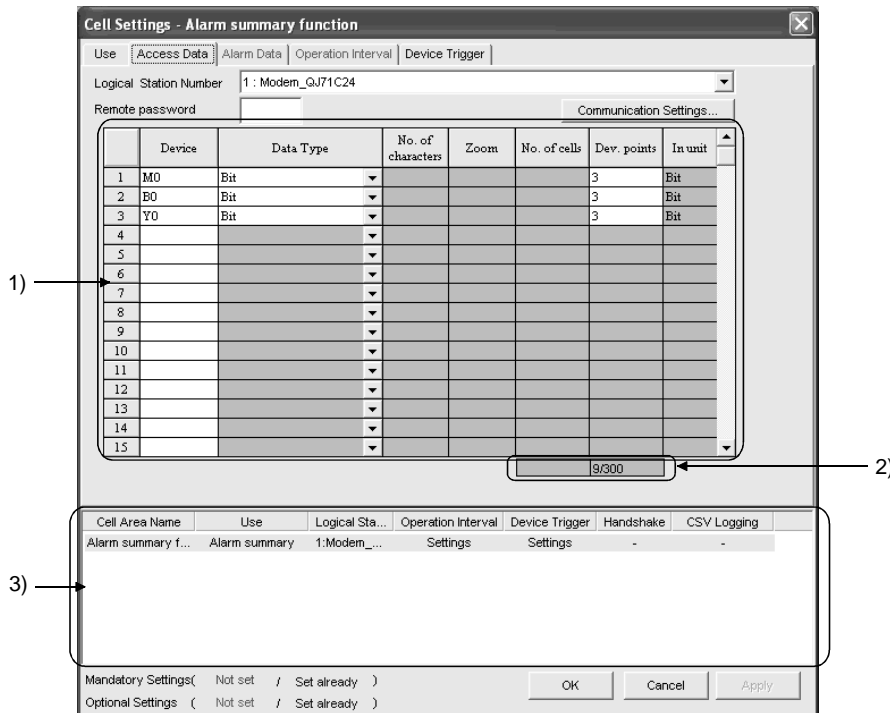 Cell Settings - Alarm summary function
Use Access Data Alarm Data Operation Interval Device Trigger
Logical Station Number 1 : Modem_QJ71C24
Remote password Communication Settings...
Device Data Type No. of characters Zoom No. of cells Dev. points In unit
1 M0 Bit 3 Bit
2 B0 Bit 3 Bit
3 Y0 Bit 3 Bit
4
5
6
1)
7
8
9
10
11
12
13
14
15
9/300 2)
Cell Area Name Use Logical Sta... Operation Interval Device Trigger Handshake CSV Logging
Alarm summary f... Alarm summary 1:Modem_... Settings Settings - -
3)
Mandatory Settings( Not set / Set already )
Optional Settings ( Not set / Set already )
OK Cancel Apply